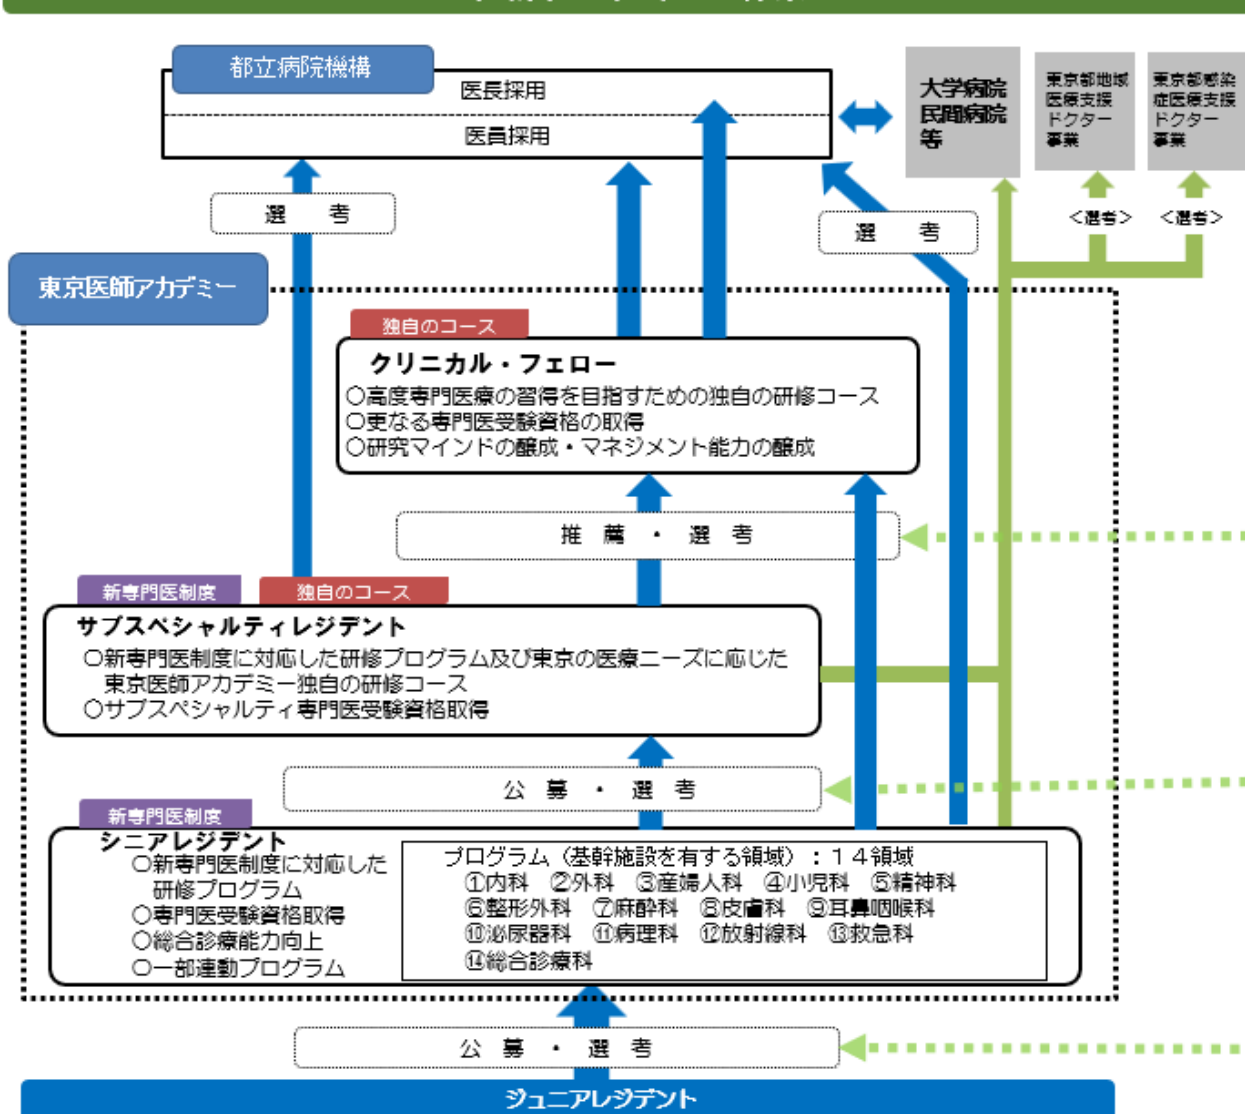 都立病院機構
医長採用
医員採用
大学病院
民間病院
等
東京都地域
医療支援
ドクター
事業
東京都感染
症医療支援
ドクター
事業
選 考
選 考
<選考>
<選考>
東京医師アカデミー
独自のコース
クリニカル・フェロー
○高度専門医療の習得を目指すための独自の研修コース
○更なる専門医受験資格の取得
○研究マインドの醸成・マネジメント能力の醸成
推 薦 ・ 選 考
新専門医制度
独自のコース
サブスペシャルティレジデント
○新専門医制度に対応した研修プログラム及び東京の医療ニーズに応じた
東京医師アカデミー独自の研修コース
○サブスペシャルティ専門医受験資格取得
公 募 ・ 選 考
新専門医制度
シニアレジデント
○新専門医制度に対応した
研修プログラム
○専門医受験資格取得
○総合診療能力向上
○一部連動プログラム
プログラム（基幹施設を有する領域）：１４領域
①内科 ②外科 ③産婦人科 ④小児科 ⑤精神科
⑥整形外科 ⑦麻酔科 ⑧皮膚科 ⑨耳鼻咽喉科
⑩泌尿器科 ⑪病理科 ⑫放射線科 ⑬救急科
⑭総合診療科
公 募 ・ 選 考
ジュニアレジデント